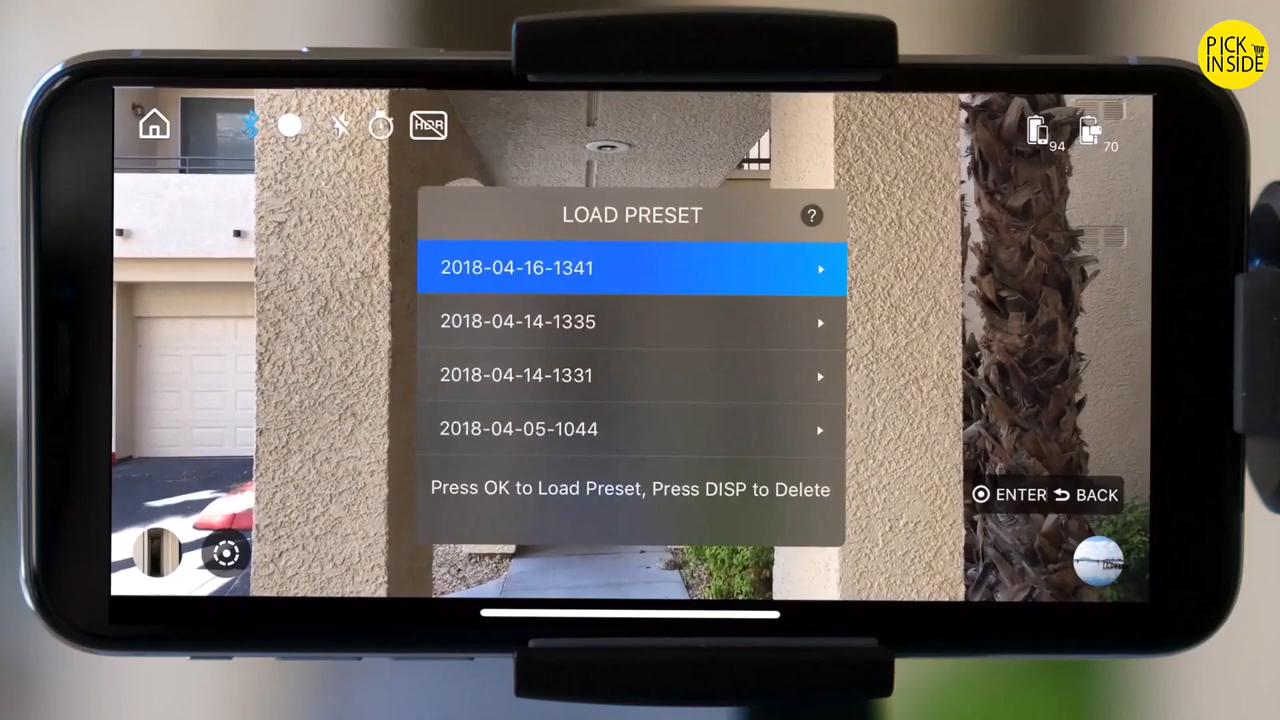 PICK
INSIDE
HDR
94
70
LOAD PRESET
?
2018-04-16-1341
2018-04-14-1335
2018-04-14-1331
2018-04-05-1044
Press OK to Load Preset, Press DISP to Delete
ENTER BACK